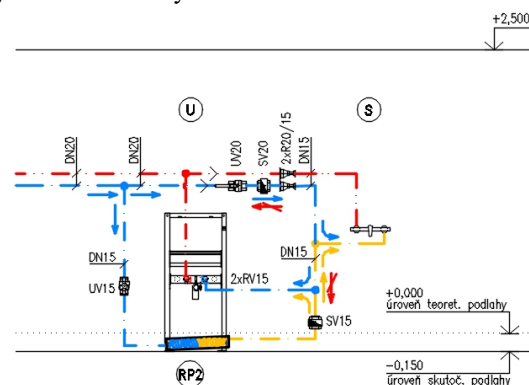 +2,500
U
S
DN20
DN20
UV20
SV20
2xR20/15
DN15
DN15
DN15
UV15
2xRV15
SV15
+0,000
úroveň teoret. podlahy
-0,150
úroveň skutoč. podlahy
RP2